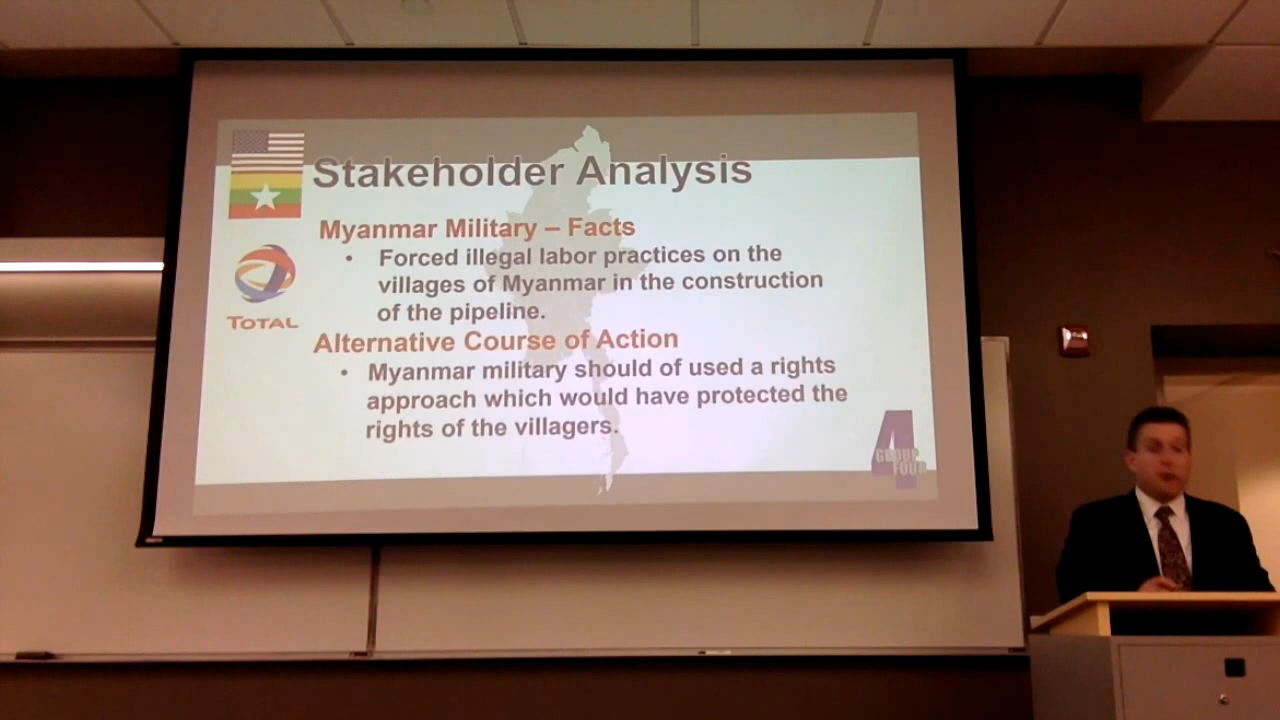 Stakeholder Analysis
Myanmar Military – Facts
• Forced illegal labor practices on the
villages of Myanmar in the construction
of the pipeline.
TOTAL
Alternative Course of Action
• Myanmar military should of used a rights
approach which would have protected the
rights of the villagers.
4
GROUP
FOUR